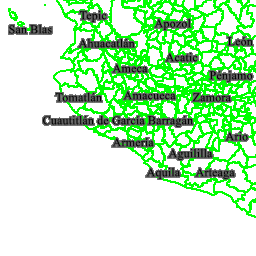 Tepic
San Blas
Apozol
Ahuacatlán
León
Acatic
Ameca
Pénjamo
Tomatlán
Amacueca
Zamora
Cuautitlán de García Barragán
Ario
Armería
Aguililla
Aquila
Arteaga